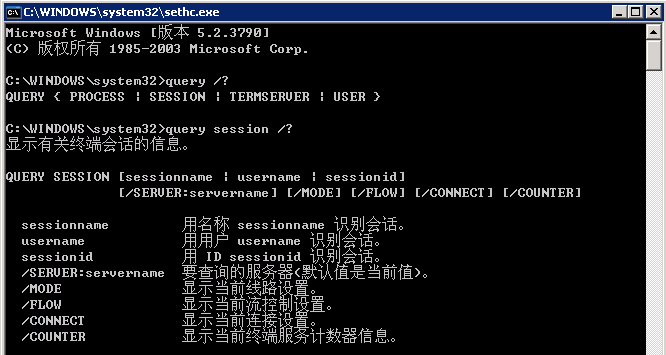 C:\WINDOWS\system32\sethc.exe
Microsoft Windows [版本 5.2.3790]
(C) 版权所有 1985-2003 Microsoft Corp.
C:\WINDOWS\system32>query /?
QUERY { PROCESS | SESSION | TERMSERVER | USER }
C:\WINDOWS\system32>query session /?
显示有关终端会话的信息。
QUERY SESSION [sessionname | username | sessionid]
[/SERVER:servername] [/MODE] [/FLOW] [/CONNECT] [/COUNTER]
sessionname 用名称 sessionname 识别会话。
username 用用户 username 识别会话。
sessionid 用 ID sessionid 识别会话。
/SERVER:servername 要查询的服务器(默认值是当前值)。
/MODE 显示当前线路设置。
/FLOW 显示当前流控制设置。
/CONNECT 显示当前连接设置。
/COUNTER 显示当前终端服务计数器信息。